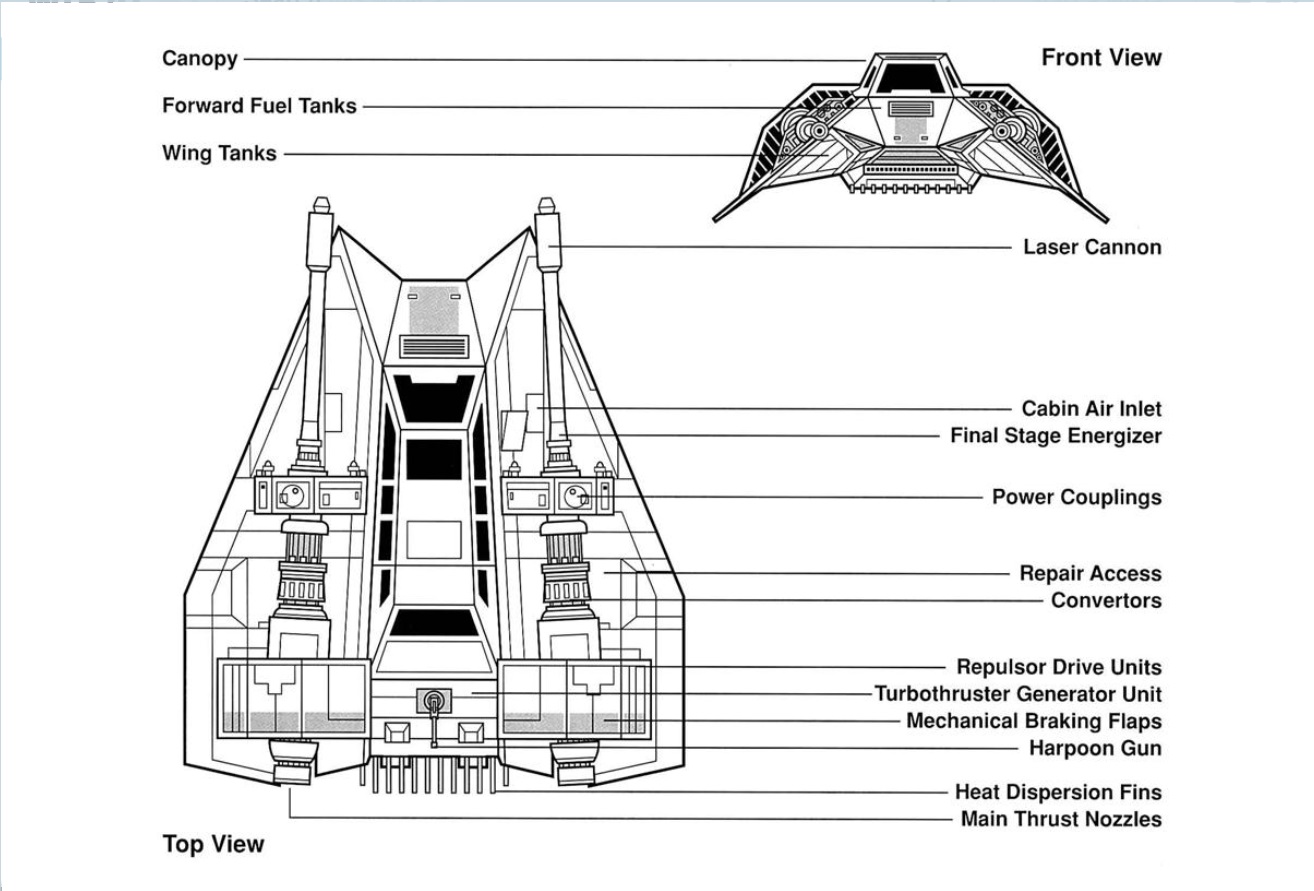 Canopy
Front View
Forward Fuel Tanks
Wing Tanks
Laser Cannon
Cabin Air Inlet
Final Stage Energizer
Power Couplings
Repair Access
Convertors
Repulsor Drive Units
Turbothruster Generator Unit
Mechanical Braking Flaps
Harpoon Gun
Heat Dispersion Fins
Main Thrust Nozzles
Top View